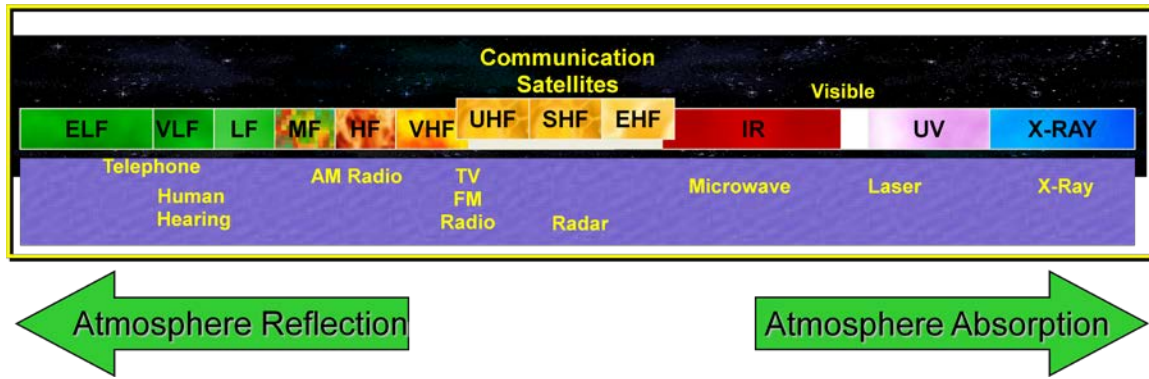 Communication
Satellites
Visible
ELF VLF LF MF HF VHF UHF SHF EHF IR UV X-RAY
Telephone AM Radio TV Microwave Laser X-Ray
Human FM
Hearing Radio Radar
Atmosphere Reflection Atmosphere Absorption